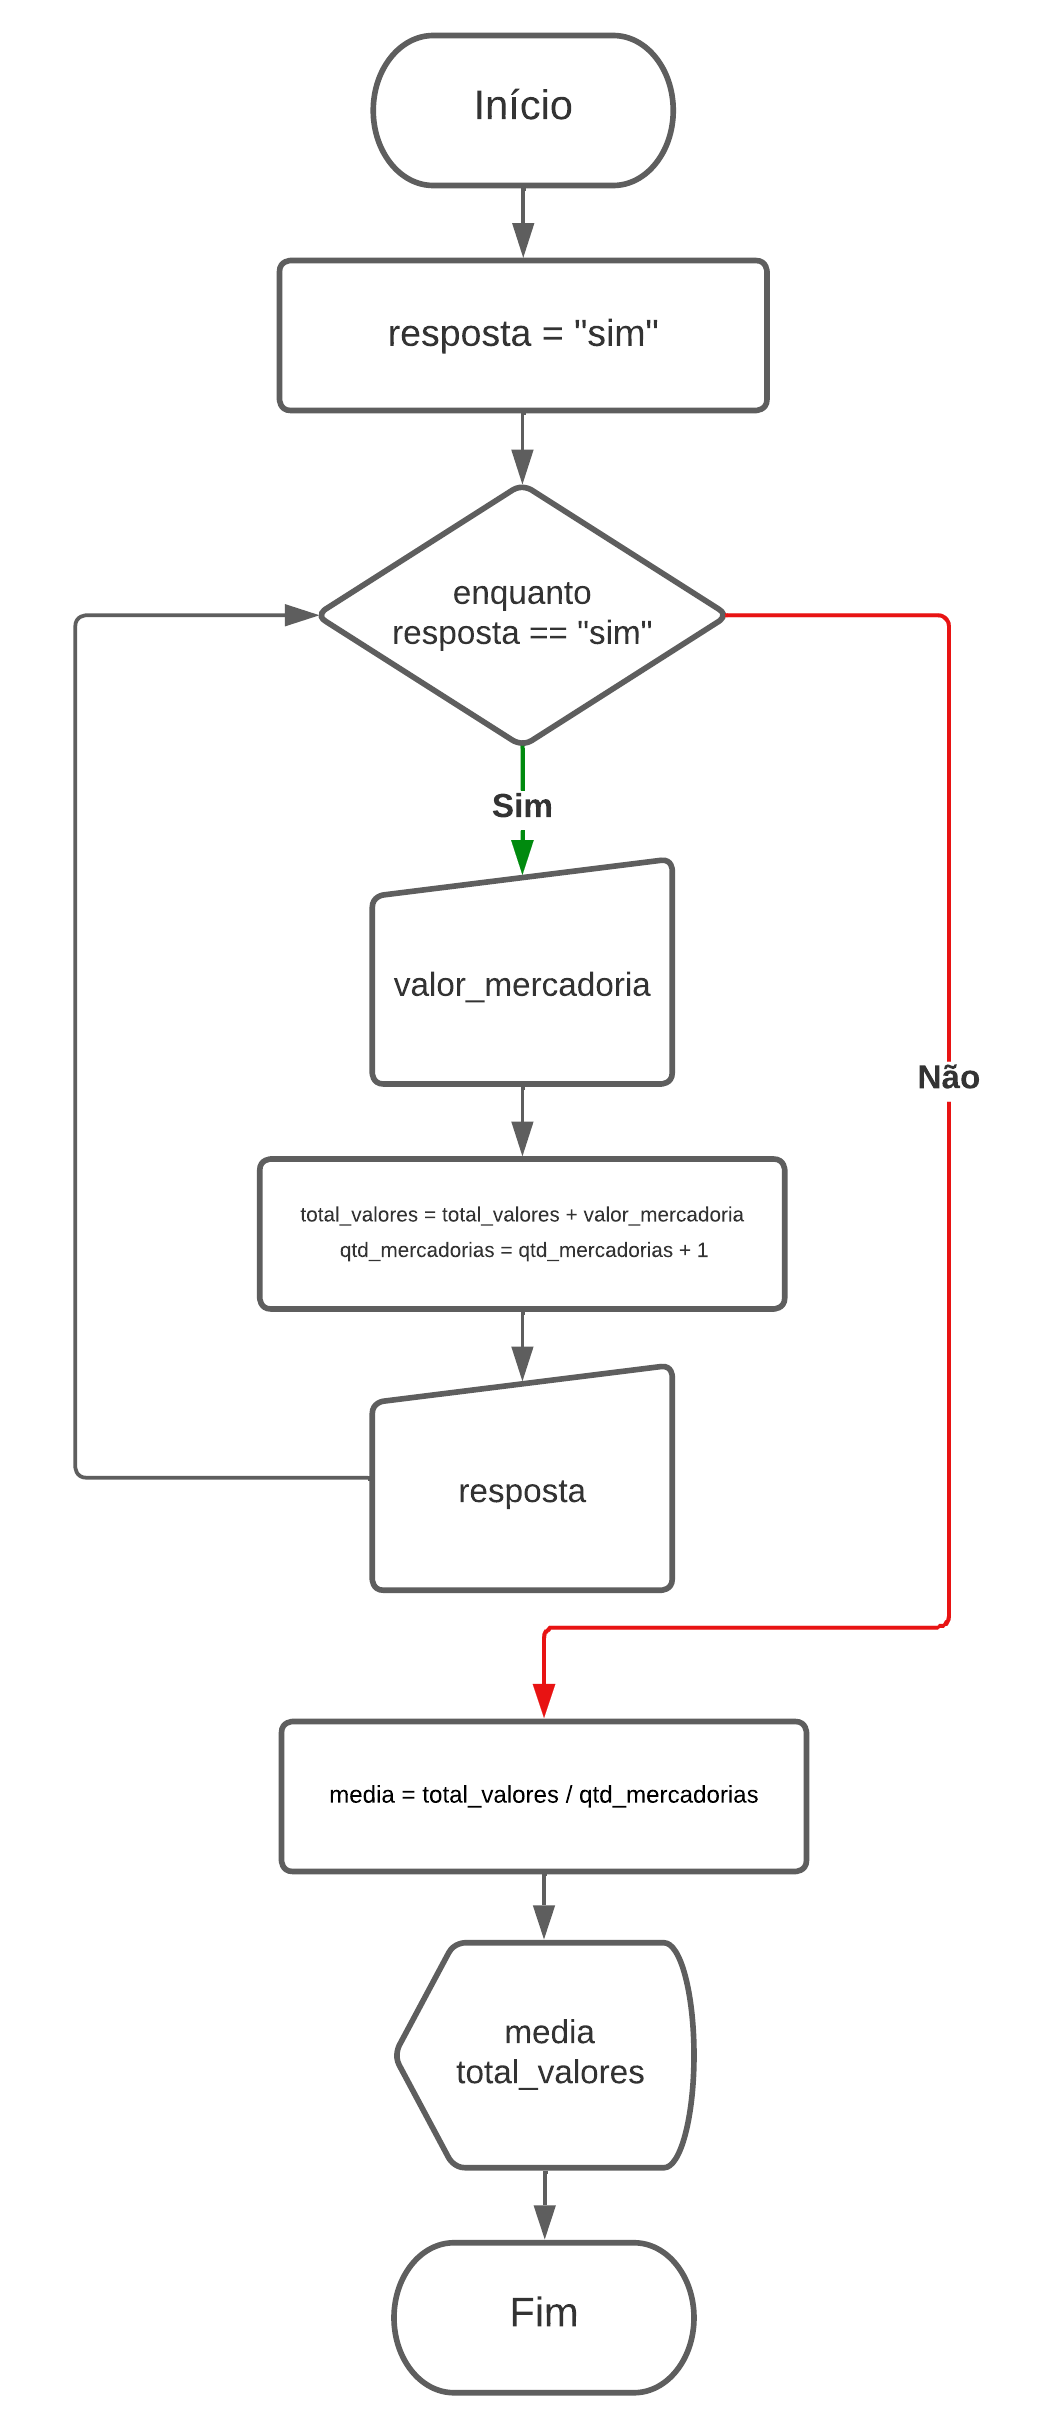 Início
resposta = "sim"
enquanto
resposta == "sim"
Sim
valor_mercadoria
Não
total_valores = total_valores + valor_mercadoria
qtd_mercadorias = qtd_mercadorias + 1
resposta
media = total_valores / qtd_mercadorias
media
total_valores
Fim